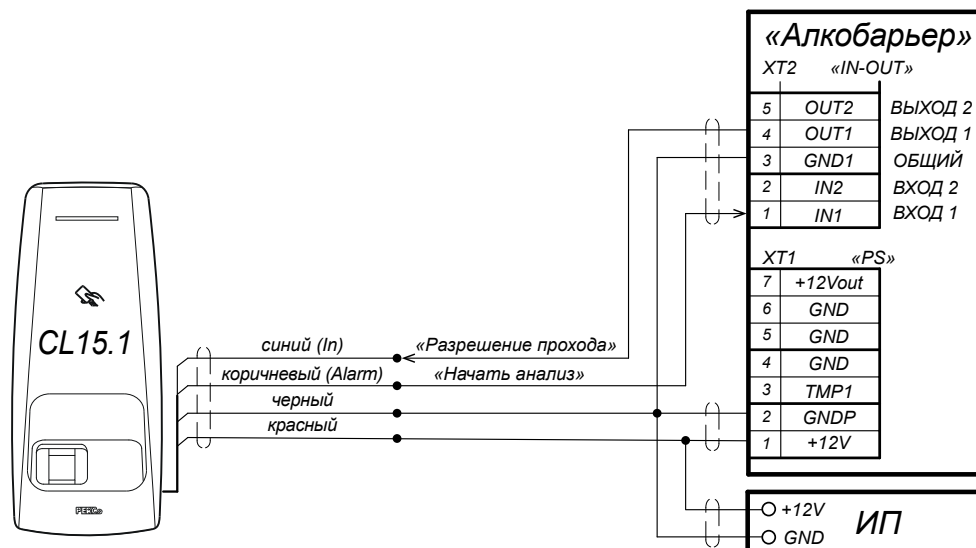 «Алкобарьер»
XT2 «IN-OUT»
5 OUT2 ВЫХОД 2
4 OUT1 ВЫХОД 1
3 GND1 ОБЩИЙ
2 IN2 ВХОД 2
1 IN1 ВХОД 1
XT1 «PS»
7 +12Vout
6 GND
5 GND
4 GND
3 TMP1
2 GNDP
1 +12V
CL15.1
PERCo
синий (In) «Разрешение прохода»
коричневый (Alarm) «Начать анализ»
черный
красный
+12V
GND
ИП